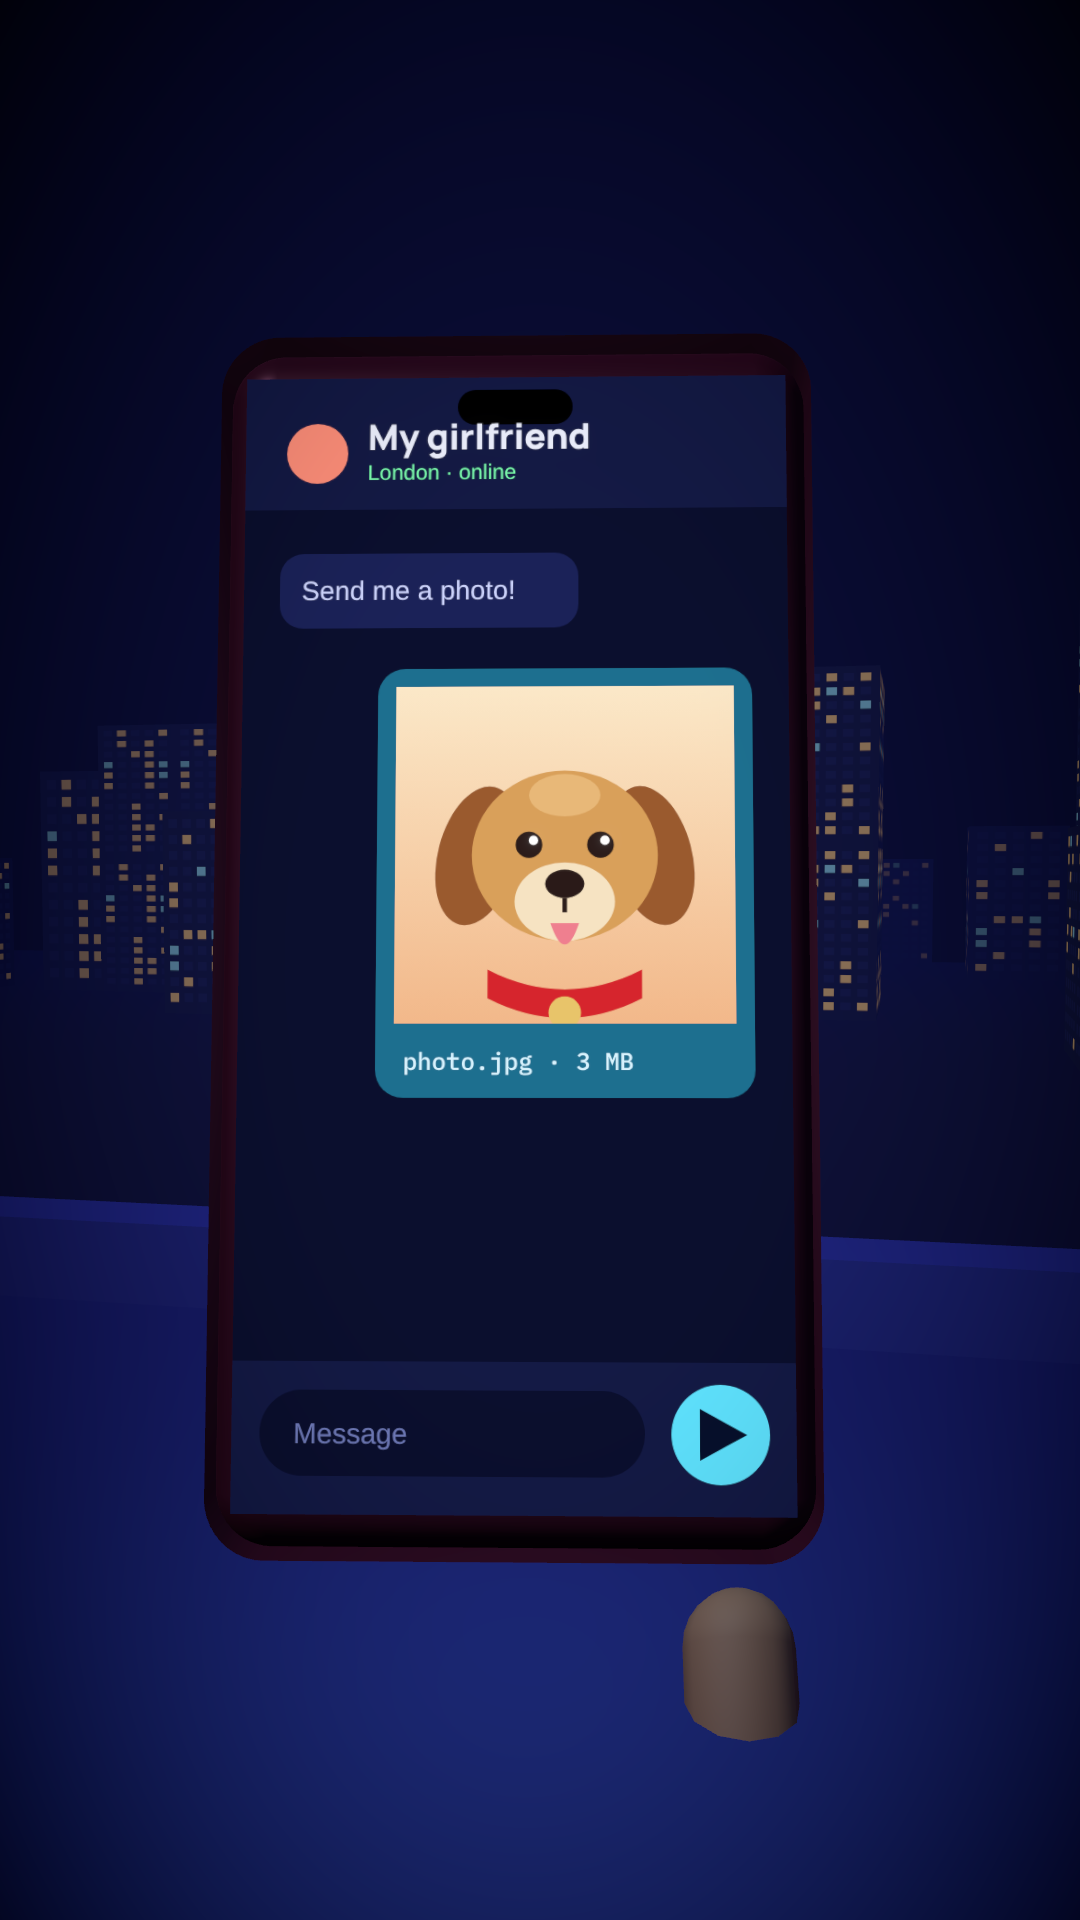 My girlfriend
London · online
Send me a photo!
photo.jpg · 3 MB
Message